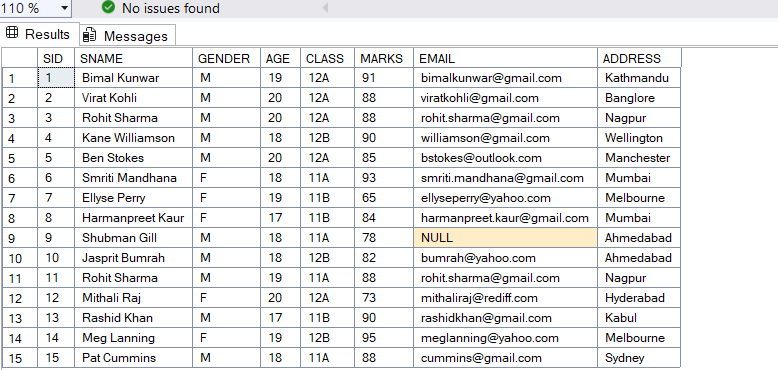 110 % No issues found
Results Messages
SID SNAME GENDER AGE CLASS MARKS EMAIL ADDRESS
1 1 Bimal Kunwar M 19 12A 91 bimalkunwar@gmail.com Kathmandu
2 2 Virat Kohli M 20 12A 88 viratkohli@gmail.com Banglore
3 3 Rohit Sharma M 20 12A 88 rohit.sharma@gmail.com Nagpur
4 4 Kane Williamson M 18 12B 90 williamson@gmail.com Wellington
5 5 Ben Stokes M 20 12A 85 bstokes@outlook.com Manchester
6 6 Smriti Mandhana F 18 11A 93 smriti.mandhana@gmail.com Mumbai
7 7 Ellyse Perry F 19 11B 65 ellyseperry@yahoo.com Melbourne
8 8 Harmanpreet Kaur F 17 11B 84 harmanpreet.kaur@gmail.com Mumbai
9 9 Shubman Gill M 18 11A 78 NULL Ahmedabad
10 10 Jasprit Bumrah M 18 12B 82 bumrah@yahoo.com Ahmedabad
11 11 Rohit Sharma M 19 11A 88 rohit.sharma@gmail.com Nagpur
12 12 Mithali Raj F 20 12A 73 mithaliraj@rediff.com Hyderabad
13 13 Rashid Khan M 17 11B 90 rashidkhan@gmail.com Kabul
14 14 Meg Lanning F 19 12B 95 meglanning@yahoo.com Melbourne
15 15 Pat Cummins M 18 11A 88 cummins@gmail.com Sydney